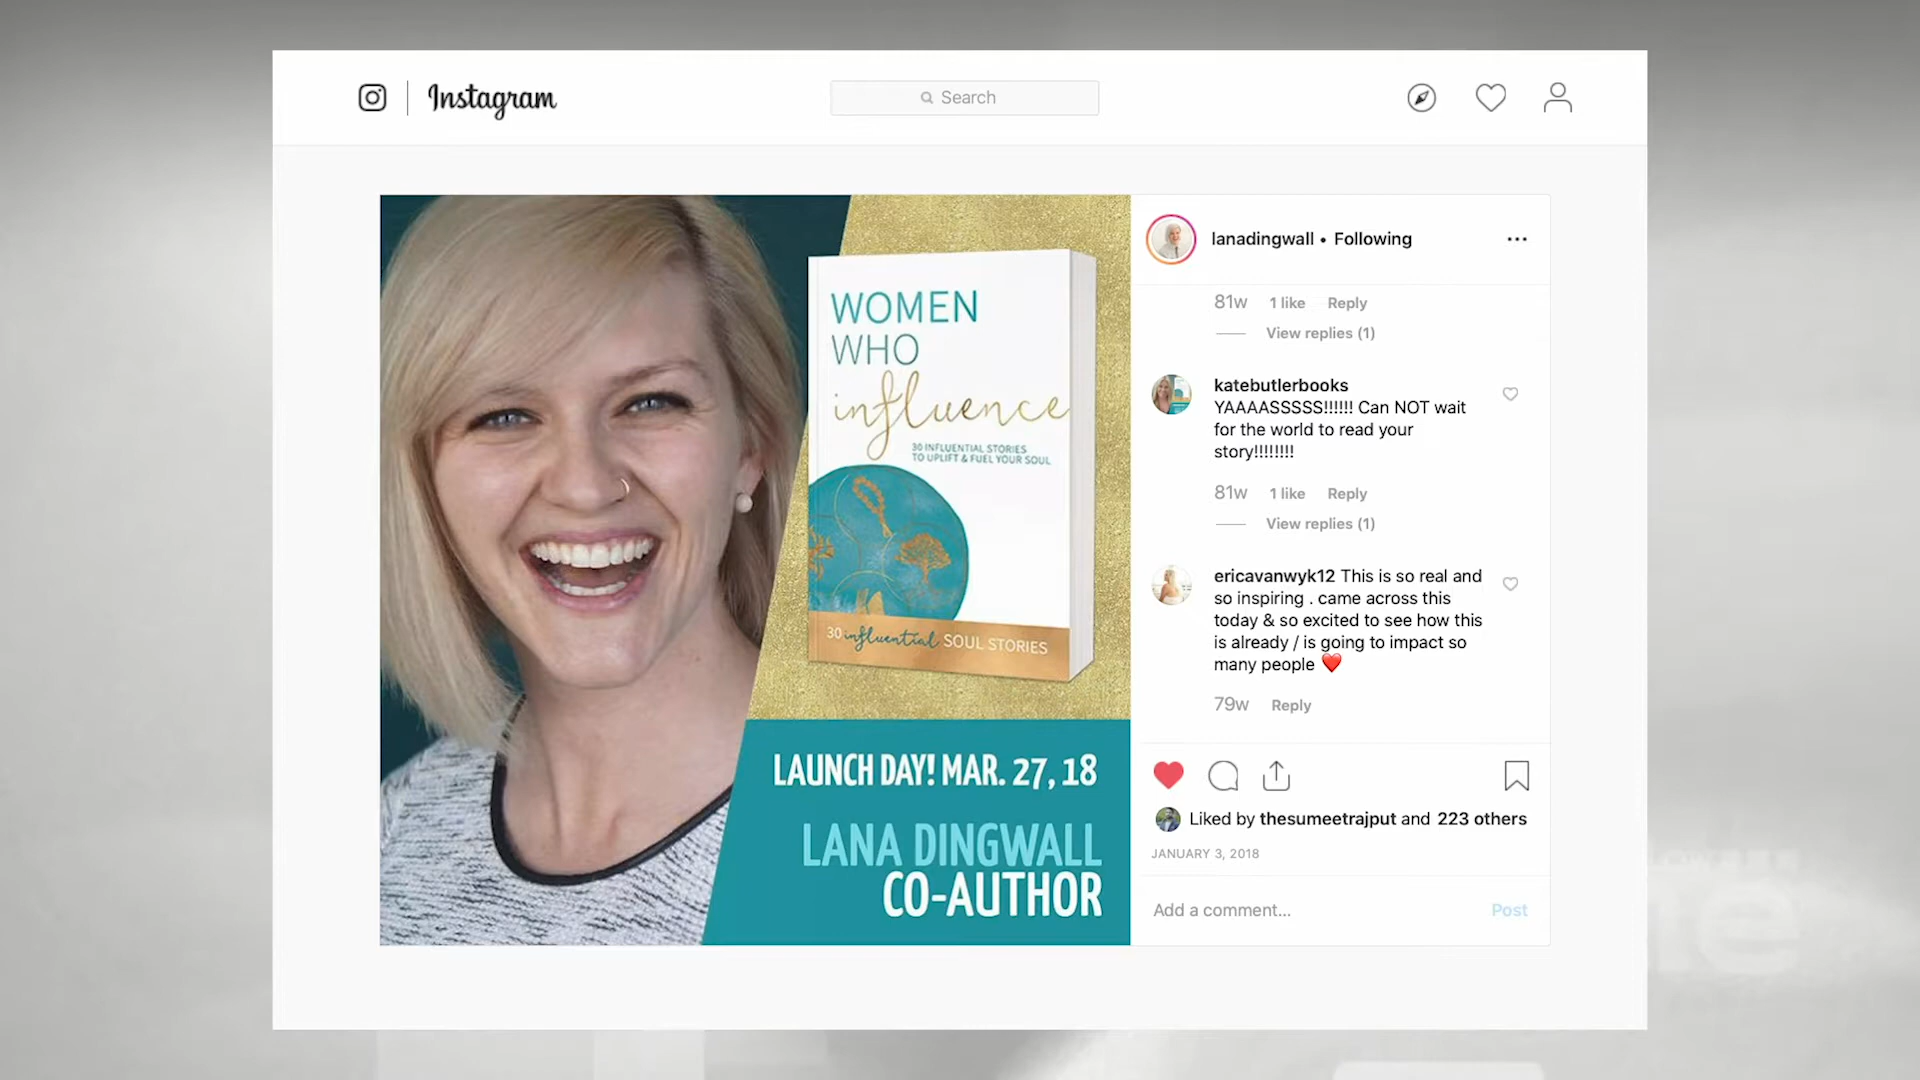 Instagram
Search
WOMEN
WHO
influence
30 INFLUENTIAL STORIES
TO UPLIFT & FUEL YOUR SOUL
30 influential SOUL STORIES
LAUNCH DAY! MAR. 27, 18
LANA DINGWALL
CO-AUTHOR
lanadingwall • Following
81w 1 like Reply
View replies (1)
katebutlerbooks
YAAAASSSSS!!!!!! Can NOT wait
for the world to read your
story!!!!!!!!
81w 1 like Reply
View replies (1)
ericavanwyk12 This is so real and
so inspiring . came across this
today & so excited to see how this
is already / is going to impact so
many people ❤️
79w Reply
Liked by thesumeetrajput and 223 others
JANUARY 3, 2018
Add a comment... Post